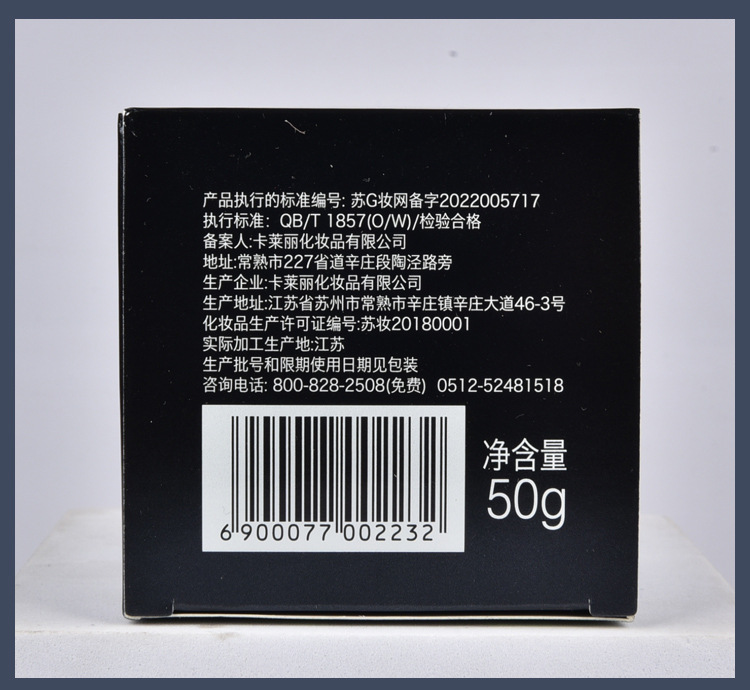 产品执行的标准编号: 苏G妆网备字2022005717
执行标准: QB/T 1857(O/W)/检验合格
备案人:卡莱丽化妆品有限公司
地址:常熟市227省道辛庄段陶泾路旁
生产企业:卡莱丽化妆品有限公司
生产地址:江苏省苏州市常熟市辛庄镇辛庄大道46-3号
化妆品生产许可证编号:苏妆20180001
实际加工生产地:江苏
生产批号和限期使用日期见包装
咨询电话: 800-828-2508(免费) 0512-52481518
净含量
50g
6 900077 002232